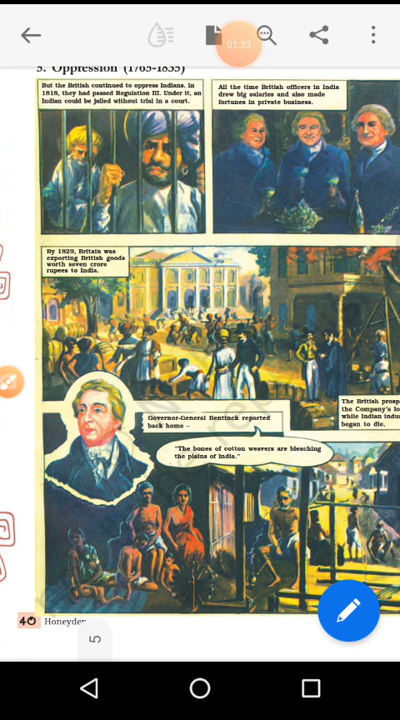 01:33
5. Oppression (1765-1835)
But the British continued to oppress Indians. In
1818, they had passed Regulation III. Under it, an
Indian could be jailed without trial in a court.
All the time British officers in India
drew big salaries and also made
fortunes in private business.
By 1829, Britain was
exporting British goods
worth seven crore
rupees to India.
The British prosp
the Company's lo
while Indian indu
began to die.
Governor-General Bentinck reported
back home –
"The bones of cotton weavers are bleaching
the plains of India."
40 Honeydew
5